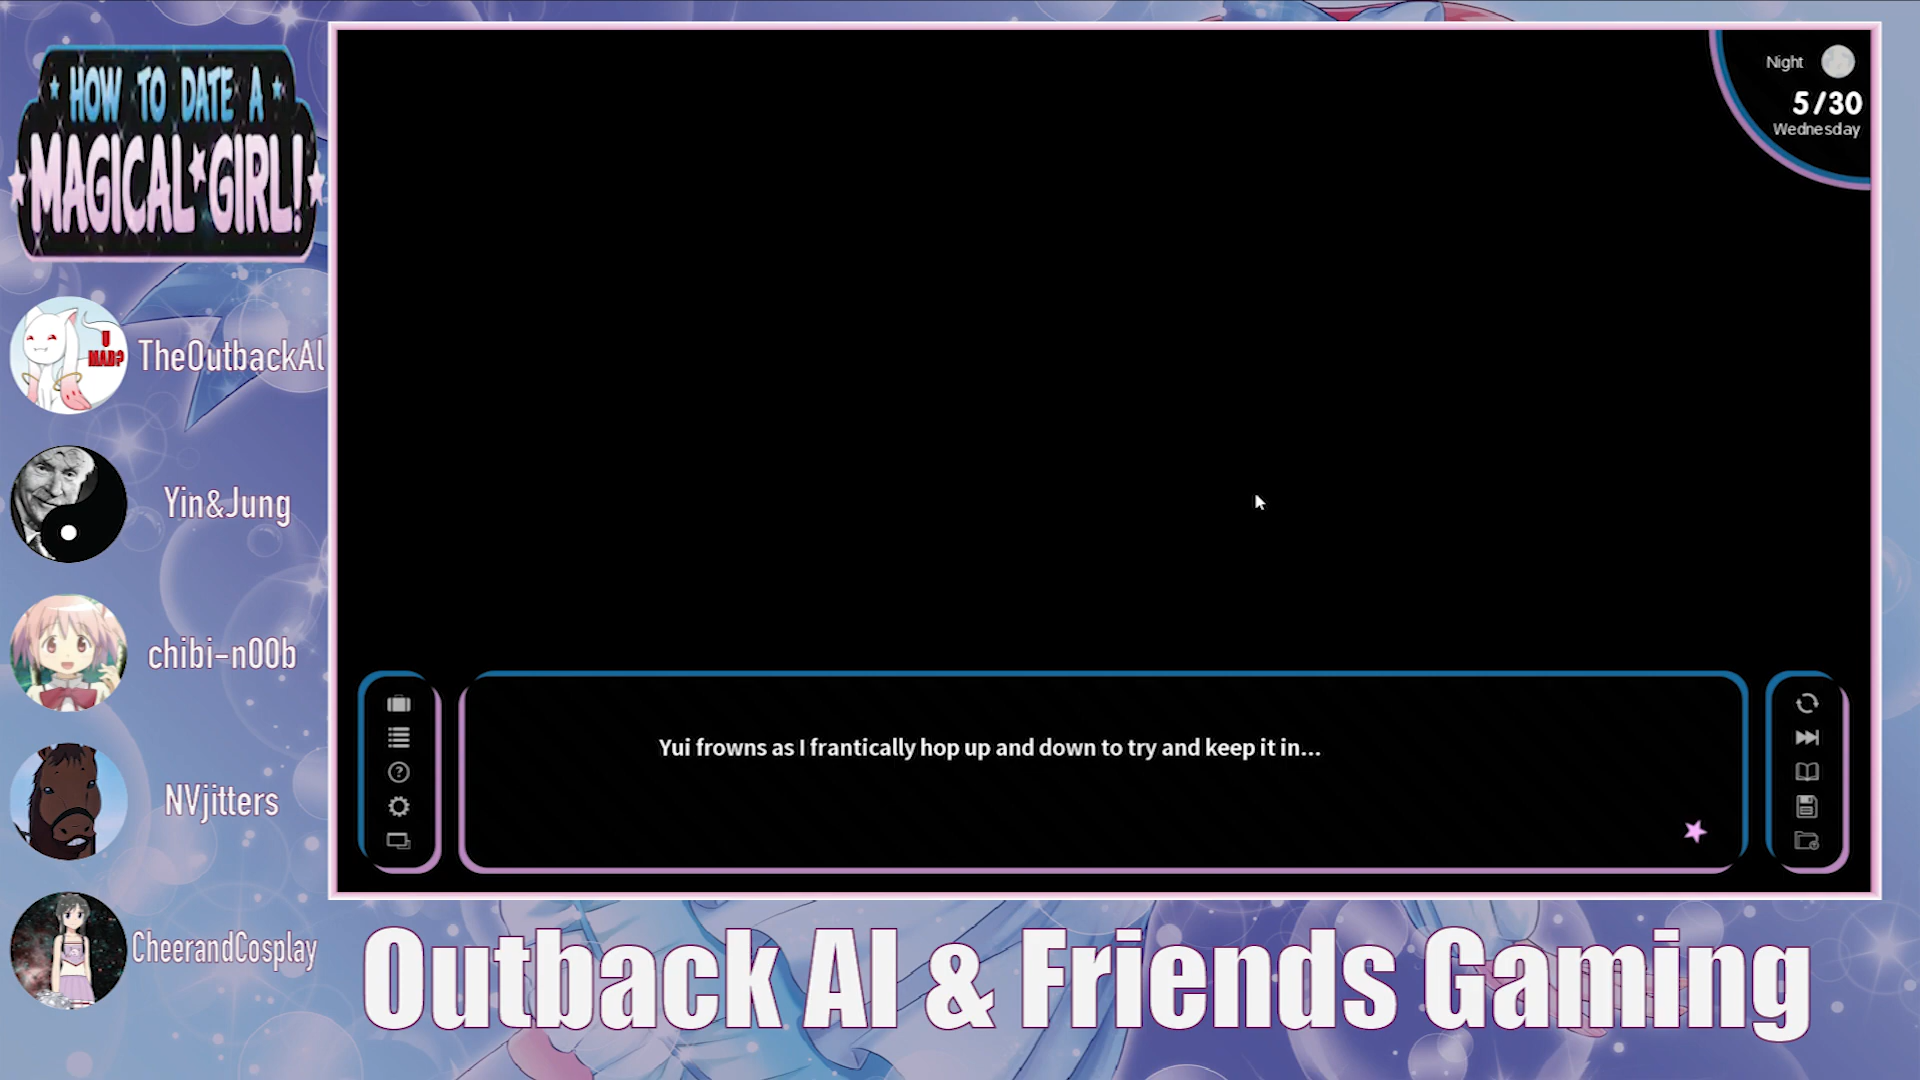 HOW TO DATE A
MAGICAL GIRL!
Night
5/30
Wednesday
U
MAD?
TheOutbackAl
Yin&Jung
chibi-n00b
NVjitters
CheerandCosplay
Yui frowns as I frantically hop up and down to try and keep it in...
Outback Al & Friends Gaming